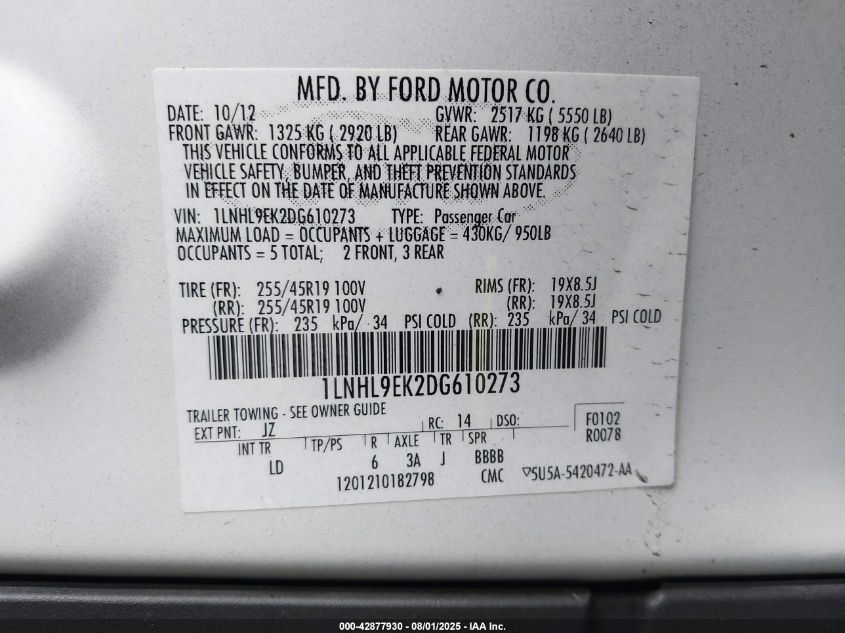 MFD. BY FORD MOTOR CO.
DATE: 10/12 GVWR: 2517 KG ( 5550 LB)
FRONT GAWR: 1325 KG ( 2920 LB) REAR GAWR: 1198 KG ( 2640 LB)
THIS VEHICLE CONFORMS TO ALL APPLICABLE FEDERAL MOTOR
VEHICLE SAFETY, BUMPER, AND THEFT PREVENTION STANDARDS
IN EFFECT ON THE DATE OF MANUFACTURE SHOWN ABOVE.
VIN: 1LNHL9EK2DG610273 TYPE: Passenger Car
MAXIMUM LOAD = OCCUPANTS + LUGGAGE = 430KG/ 950LB
OCCUPANTS = 5 TOTAL; 2 FRONT, 3 REAR
TIRE (FR): 255/45R19 100V RIMS (FR): 19X8.5J
(RR): 255/45R19 100V (RR): 19X8.5J
PRESSURE (FR): 235 kPa/ 34 PSI COLD (RR): 235 kPa/ 34 PSI COLD
1LNHL9EK2DG610273
TRAILER TOWING - SEE OWNER GUIDE
EXT PNT: JZ RC: 14 DSO: F0102
R0078
INT TR TP/PS R AXLE TR SPR
LD 6 3A J BBBB
1201210182798 CMC 5U5A-5420472-AA
000-42877930 - 08/01/2025 - IAA Inc.